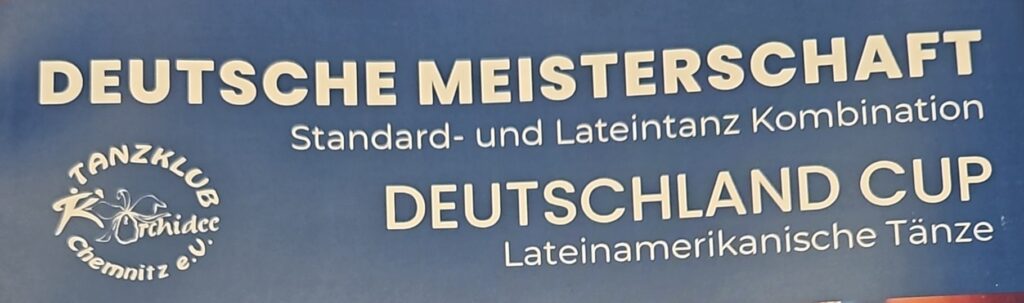 DEUTSCHE MEISTERSCHAFT
Standard- und Lateintanz Kombination
DEUTSCHLAND CUP
Lateinamerikanische Tänze
TANZKLUB
Orchidee
Chemnitz e.V.